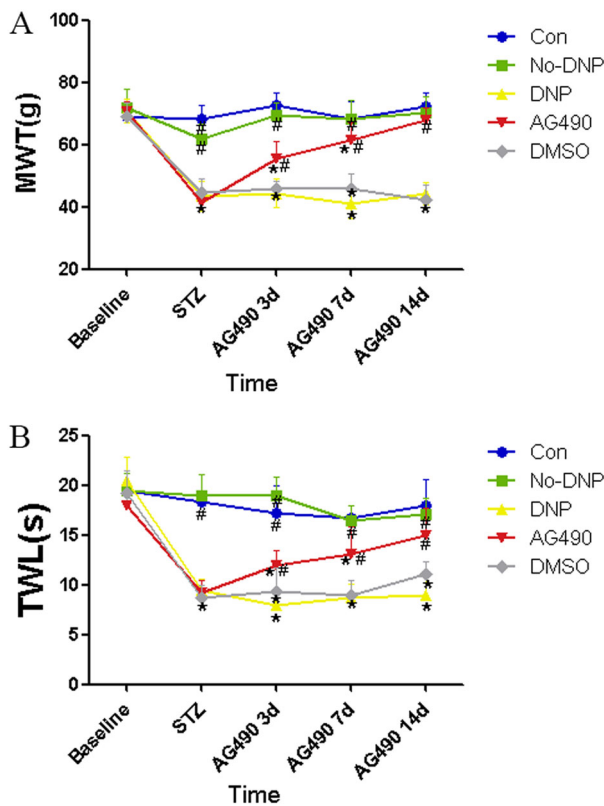 A
MWT(g)
100
80
60
40
20
Con
No-DNP
DNP
AG490
DMSO
#
#
#
#
#
#
*#
*#
*
*
*
*
*
Baseline
STZ
AG490 3d
AG490 7d
AG490 14d
Time
B
TWL(s)
25
20
15
10
5
0
Con
No-DNP
DNP
AG490
DMSO
#
#
#
#
#
#
*#
*#
*
*
*
*
*
*
Baseline
STZ
AG490 3d
AG490 7d
AG490 14d
Time